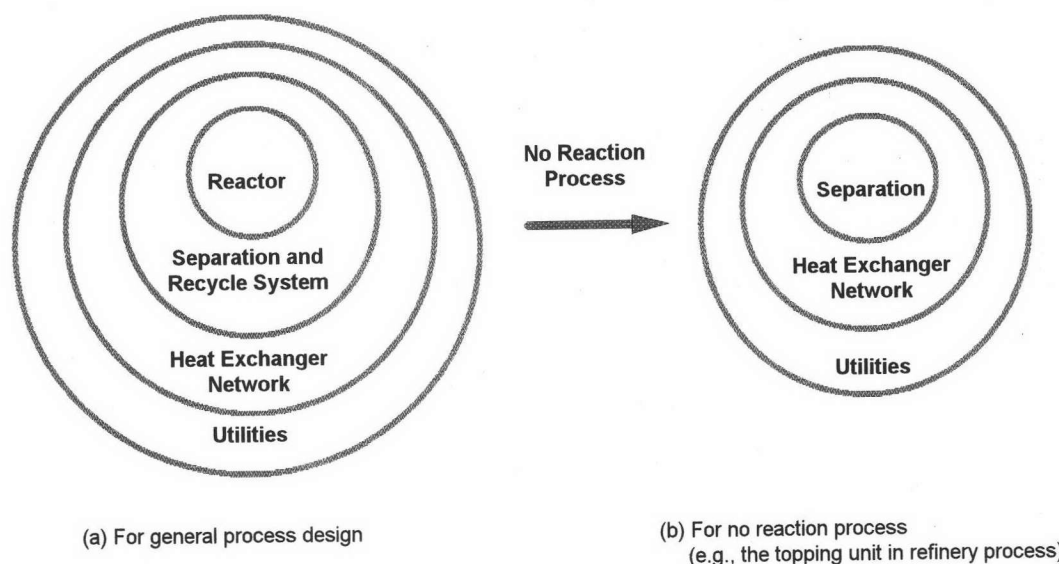 Reactor
Separation and
Recycle System
Heat Exchanger
Network
Utilities
No Reaction
Process
Separation
Heat Exchanger
Network
Utilities
(a) For general process design
(b) For no reaction process
(e.g., the topping unit in refinery process)